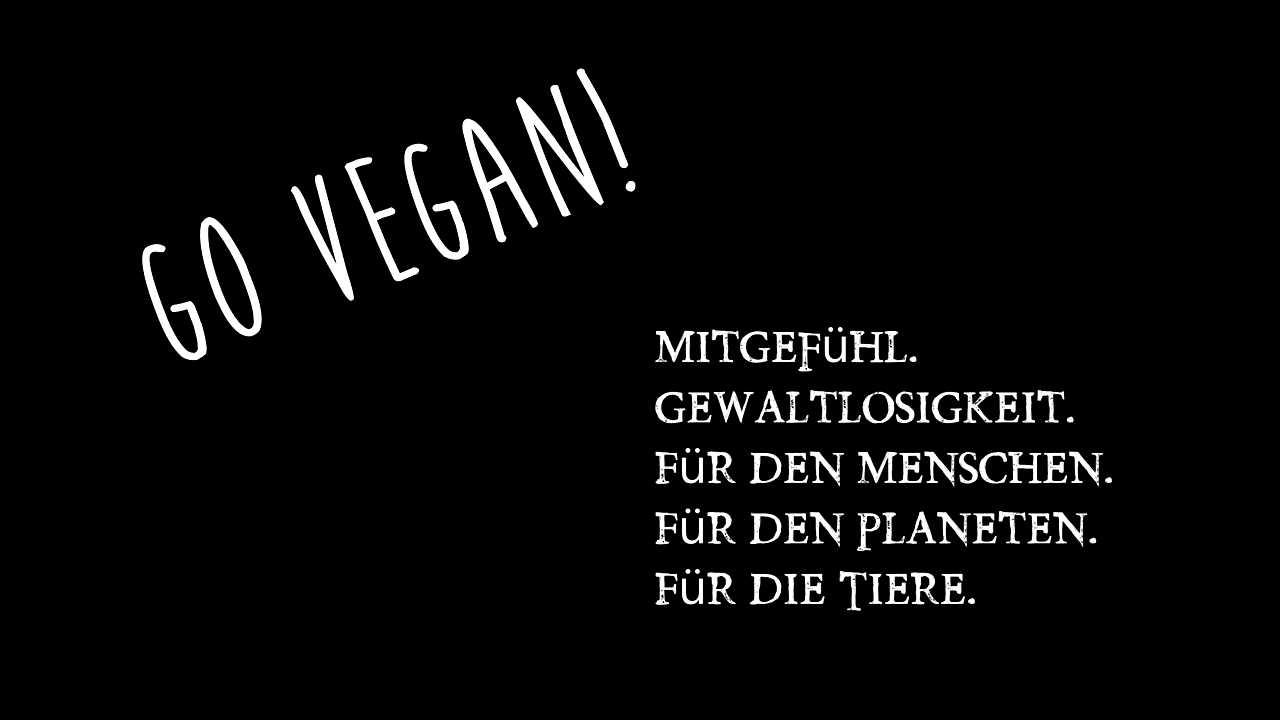 GO VEGAN!
MITGEFÜHL.
GEWALTLOSIGKEIT.
FÜR DEN MENSCHEN.
FÜR DEN PLANETEN.
FÜR DIE TIERE.